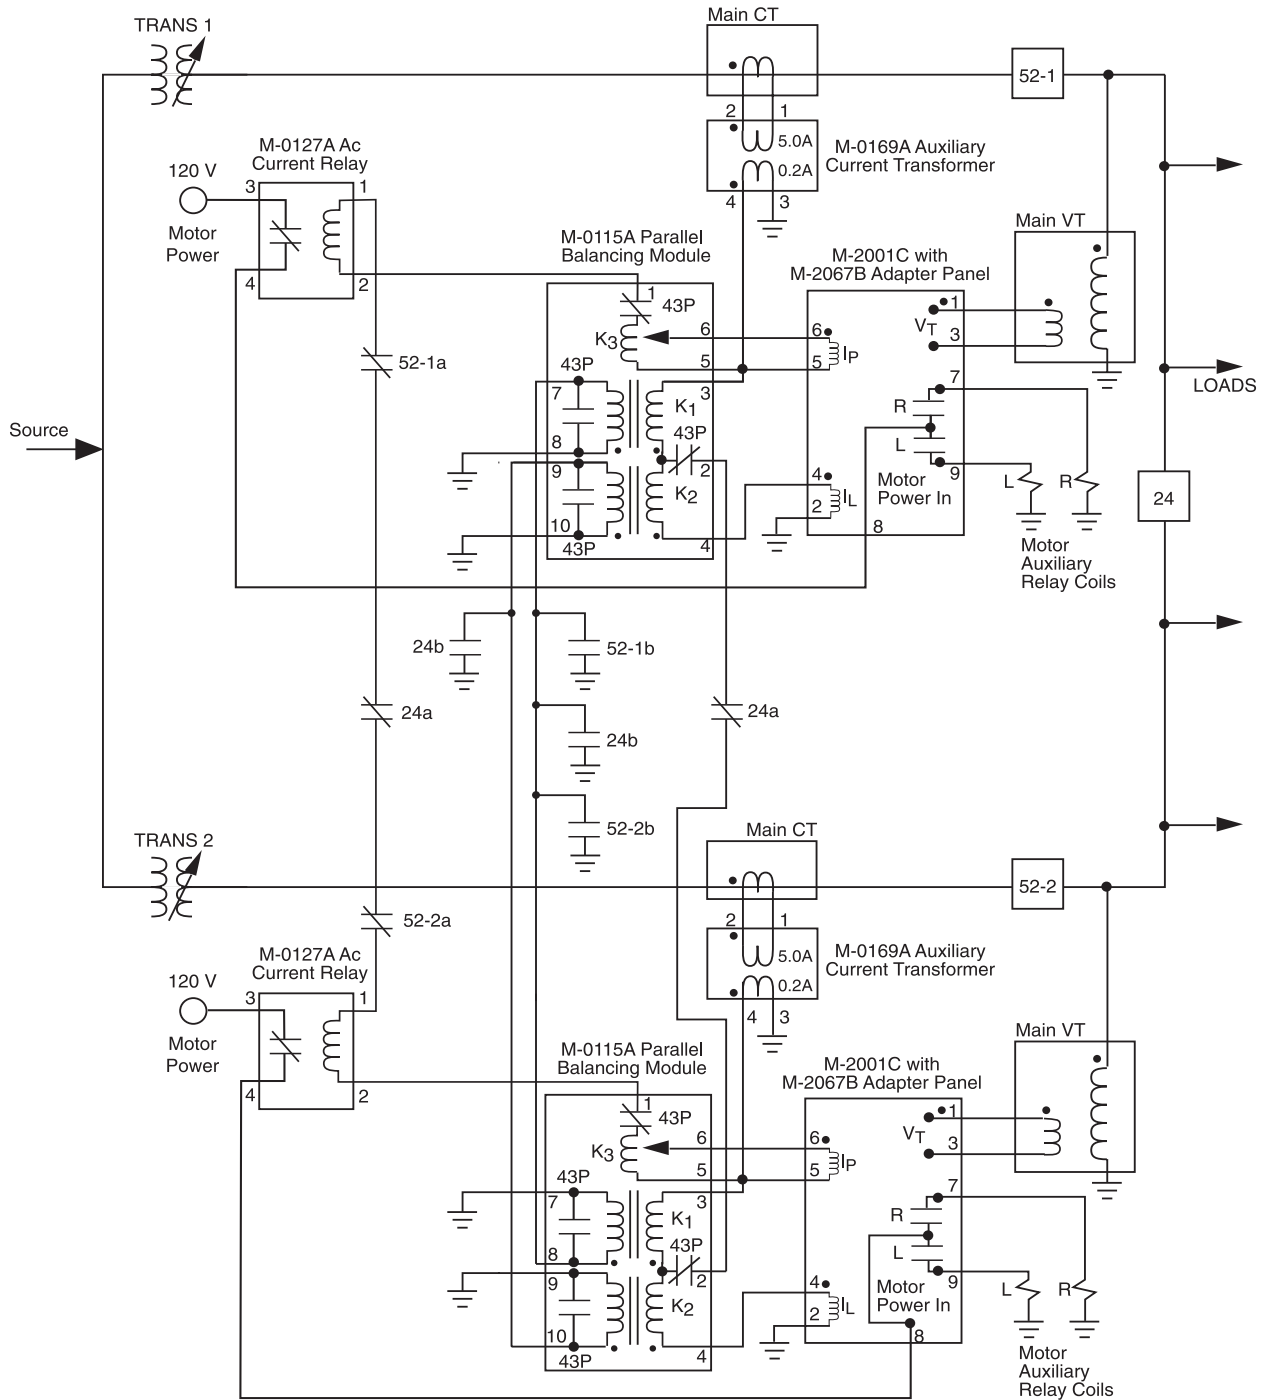 TRANS 1
Main CT
52-1
2
1
5.0A
0.2A
4
3
M-0169A Auxiliary
Current Transformer
M-0127A Ac
Current Relay
120 V
3
1
Motor
Power
4
2
Main VT
M-0115A Parallel
Balancing Module
M-2001C with
M-2067B Adapter Panel
1
43P
K3
6
5
6
5
IP
VT
1
3
52-1a
43P
7
3
K1
8
43P
9
2
K2
10
43P
4
7
R
L
9
4
2
IL
Motor
Power In
8
L
R
Motor
Auxiliary
Relay Coils
LOADS
Source
24
24b
52-1b
24a
24b
24a
52-2b
TRANS 2
Main CT
52-2
2
1
5.0A
0.2A
4
3
M-0169A Auxiliary
Current Transformer
52-2a
M-0127A Ac
Current Relay
120 V
3
1
Motor
Power
4
2
Main VT
M-0115A Parallel
Balancing Module
M-2001C with
M-2067B Adapter Panel
1
43P
K3
6
5
6
5
IP
VT
1
3
43P
7
3
K1
8
43P
9
2
K2
10
43P
4
7
R
L
9
4
2
IL
Motor
Power In
8
L
R
Motor
Auxiliary
Relay Coils